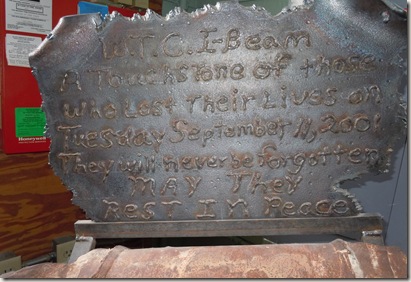 W.T.C. I-Beam
A Touchstone of those
Who Lost Their Lives on
Tuesday September 11, 2001
They will never be forgotten,
MAY They
Rest In Peace
Honeywell